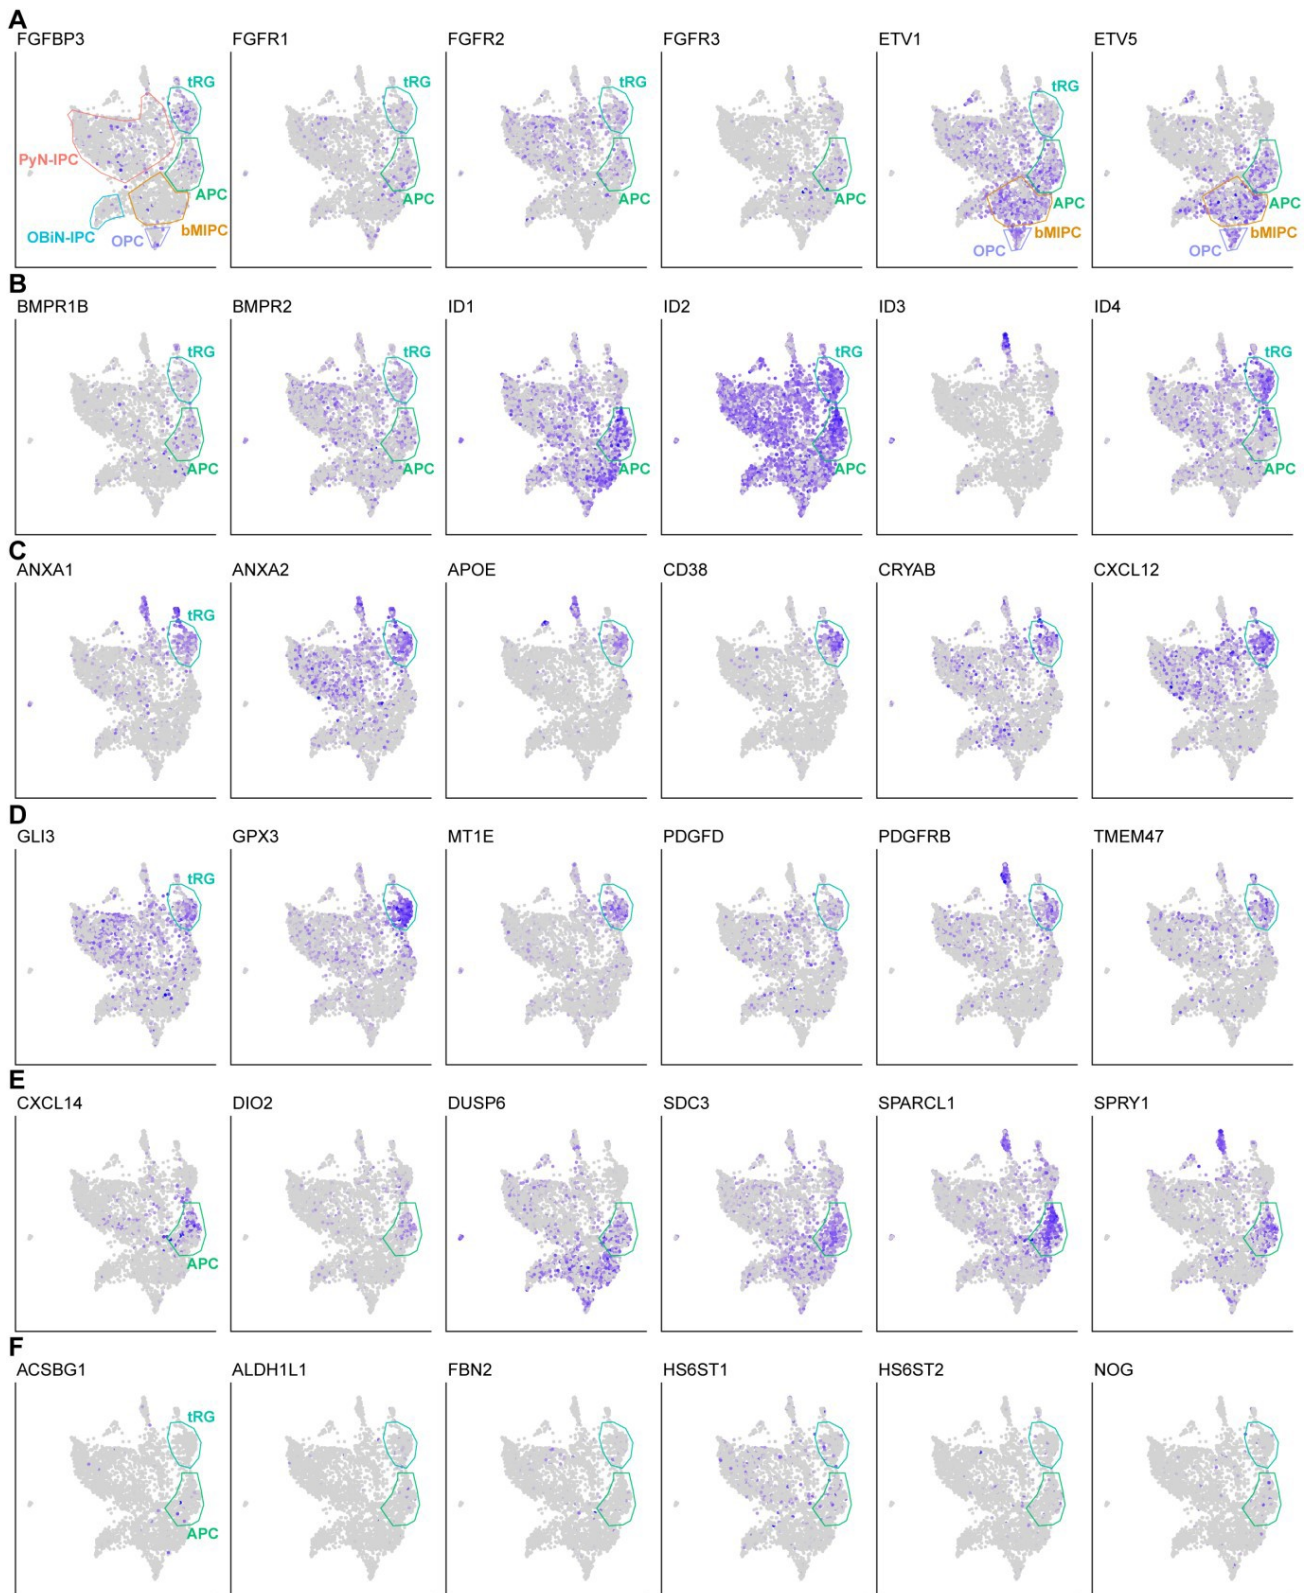 A
FGFBP3 FGFR1 FGFR2 FGFR3 ETV1 ETV5
tRG tRG tRG tRG tRG
PyN-IPC
APC APC APC APC APC APC
OBiN-IPC OPC bMIPC bMIPC bMIPC
OPC OPC
B
BMPR1B BMPR2 ID1 ID2 ID3 ID4
tRG tRG tRG tRG
APC APC APC APC APC
C
ANXA1 ANXA2 APOE CD38 CRYAB CXCL12
tRG
D
GLI3 GPX3 MT1E PDGFD PDGFRB TMEM47
tRG
E
CXCL14 DIO2 DUSP6 SDC3 SPARCL1 SPRY1
APC
F
ACSBG1 ALDH1L1 FBN2 HS6ST1 HS6ST2 NOG
tRG
APC